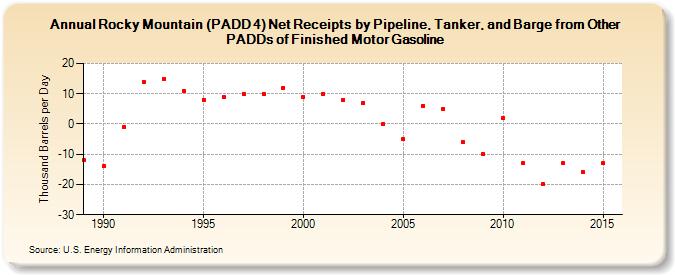 Annual Rocky Mountain (PADD 4) Net Receipts by Pipeline, Tanker, and Barge from Other
PADDs of Finished Motor Gasoline
Thousand Barrels per Day
20
10
0
-10
-20
-30
1990 1995 2000 2005 2010 2015
Source: U.S. Energy Information Administration